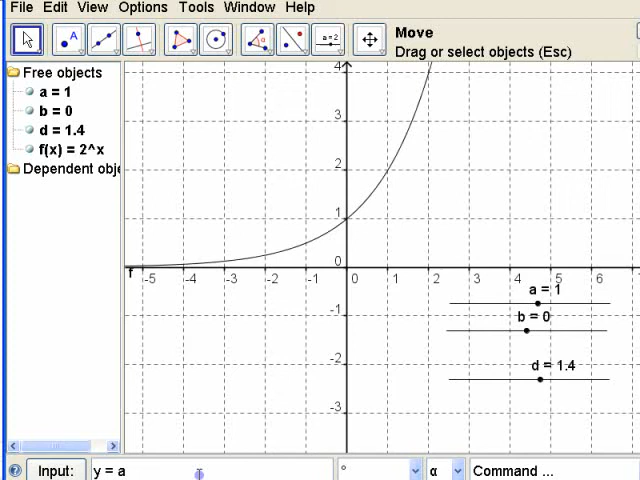 File Edit View Options Tools Window Help
A
a=2
Move
Drag or select objects (Esc)
Free objects
a = 1
b = 0
d = 1.4
f(x) = 2^x
Dependent obje
4
3
2
1
0
-1
-2
-3
-5 -4 -3 -2 -1 0 1 2 3 4 5 6
f
a = 1
b = 0
d = 1.4
Input: y = a ° α Command ...